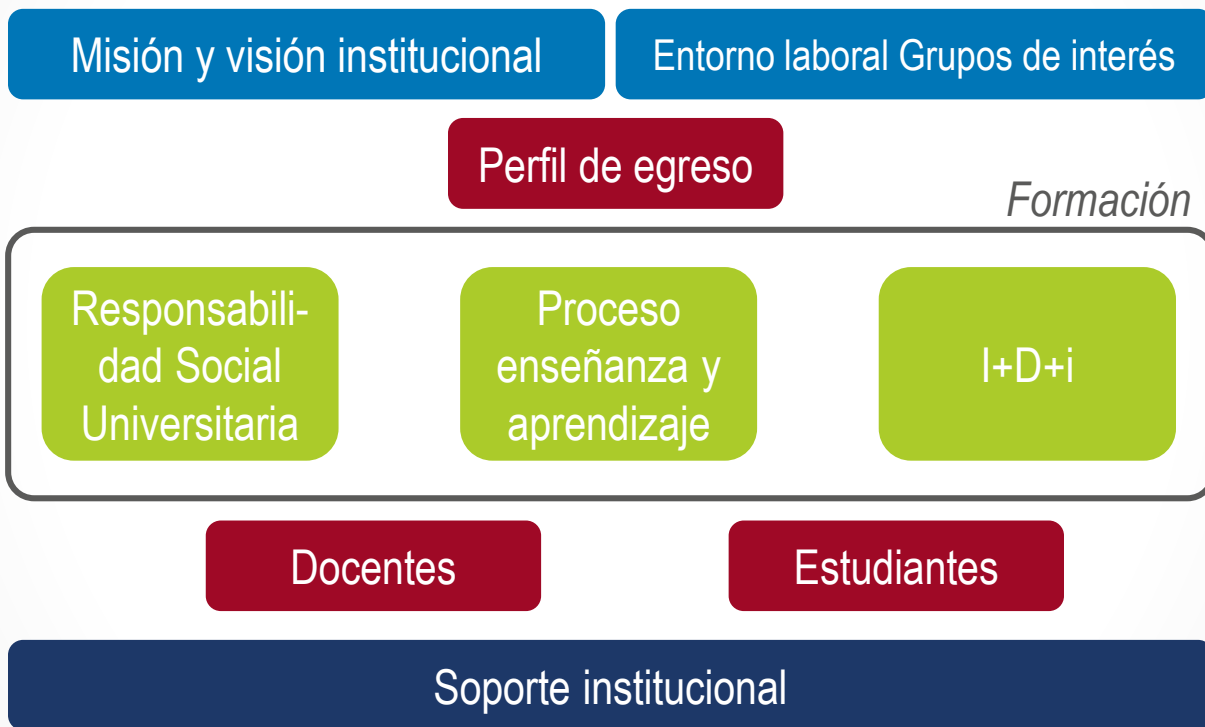 Misión y visión institucional
Entorno laboral Grupos de interés
Perfil de egreso
Formación
Responsabili-
dad Social
Universitaria
Proceso
enseñanza y
aprendizaje
I+D+i
Docentes
Estudiantes
Soporte institucional